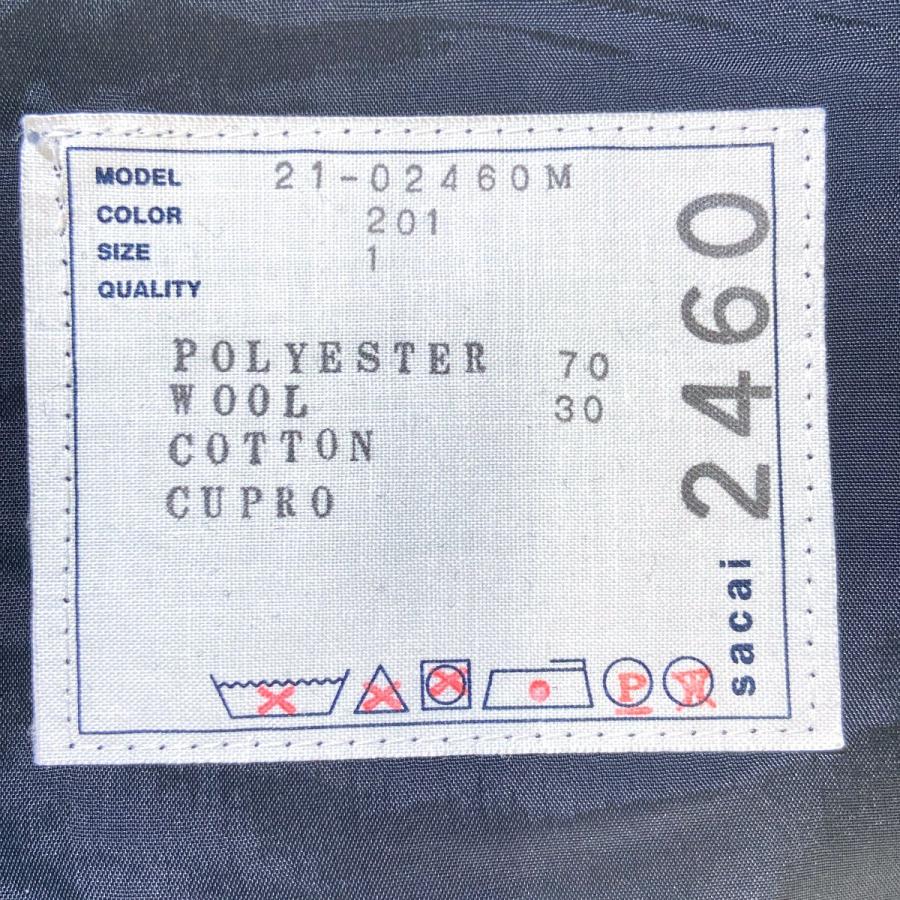 MODEL 21-02460M
COLOR 201
SIZE 1
QUALITY
POLYESTER 70
WOOL 30
COTTON
CUPRO
P W
sacai 2460